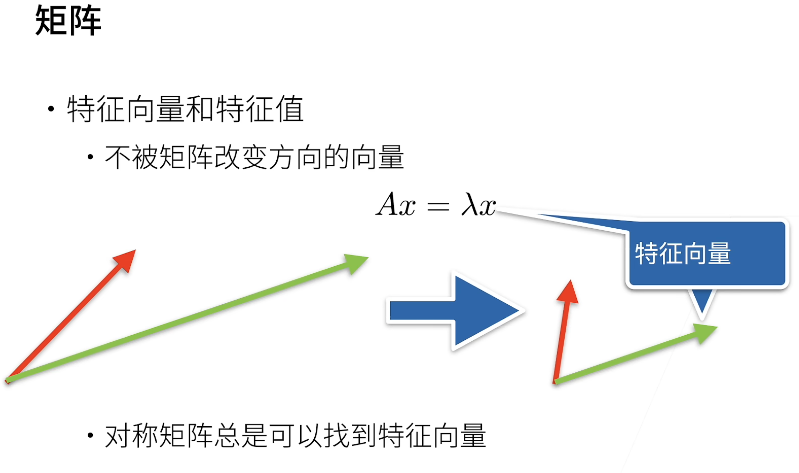 矩阵
• 特征向量和特征值
• 不被矩阵改变方向的向量
Ax = λx
特征向量
• 对称矩阵总是可以找到特征向量